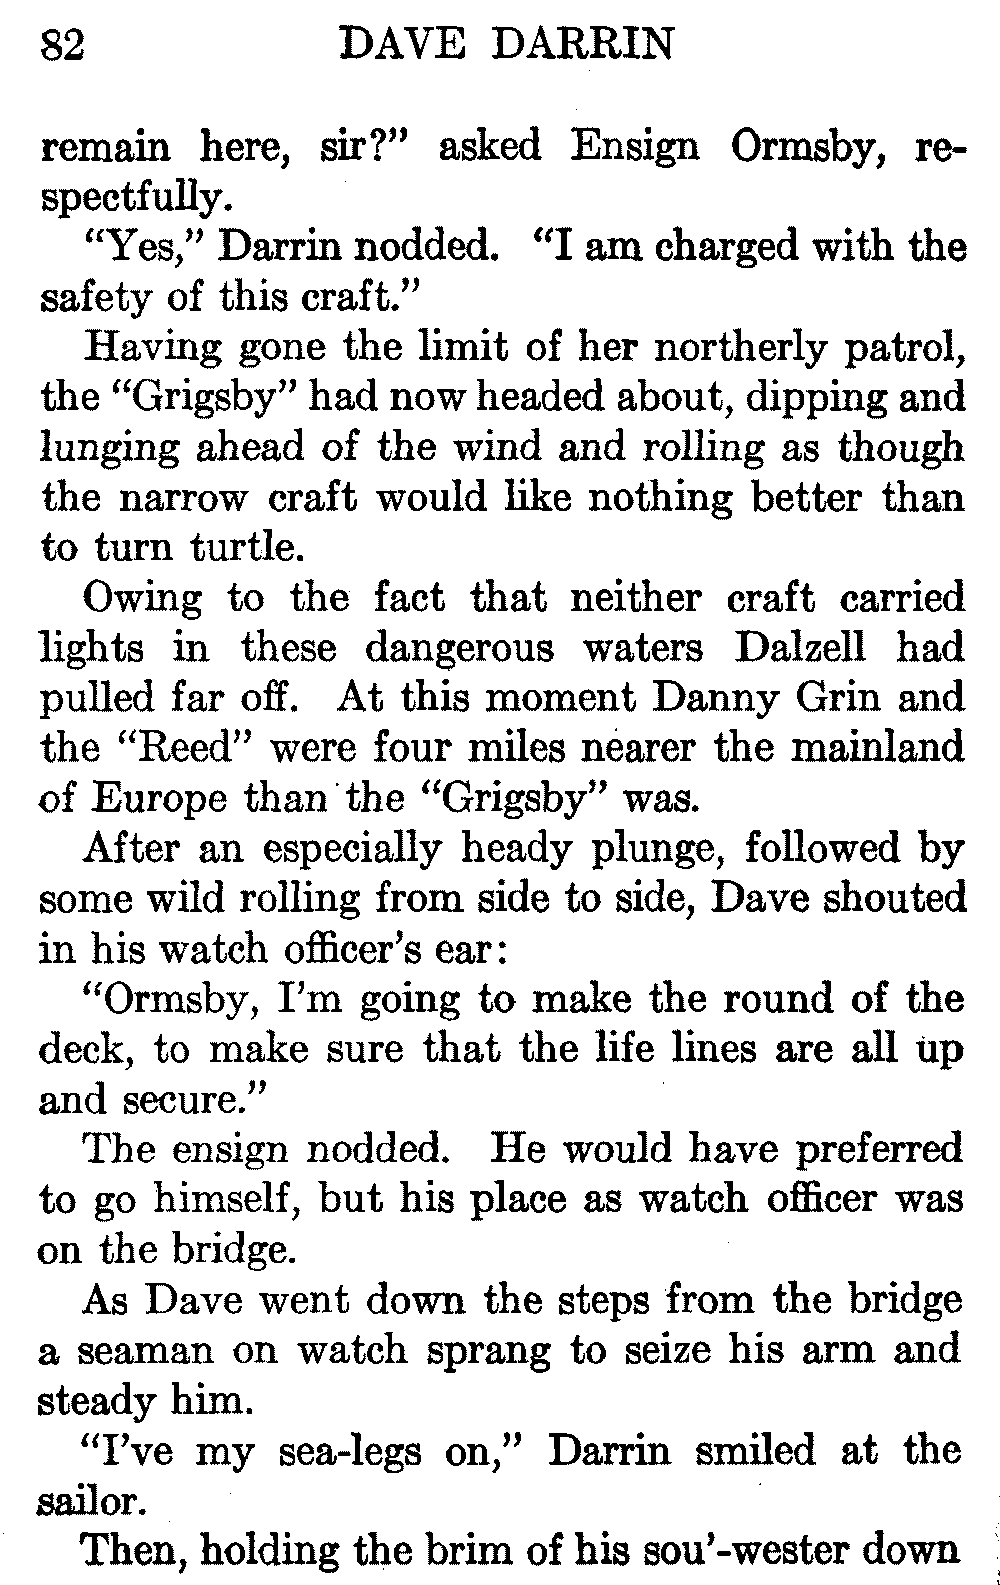 82 DAVE DARRIN
remain here, sir?” asked Ensign Ormsby, re-
spectfully.
“Yes,” Darrin nodded. “I am charged with the
safety of this craft.”
Having gone the limit of her northerly patrol,
the “Grigsby” had now headed about, dipping and
lunging ahead of the wind and rolling as though
the narrow craft would like nothing better than
to turn turtle.
Owing to the fact that neither craft carried
lights in these dangerous waters Dalzell had
pulled far off. At this moment Danny Grin and
the “Reed” were four miles nearer the mainland
of Europe than the “Grigsby” was.
After an especially heady plunge, followed by
some wild rolling from side to side, Dave shouted
in his watch officer’s ear:
“Ormsby, I’m going to make the round of the
deck, to make sure that the life lines are all up
and secure.”
The ensign nodded. He would have preferred
to go himself, but his place as watch officer was
on the bridge.
As Dave went down the steps from the bridge
a seaman on watch sprang to seize his arm and
steady him.
“I’ve my sea-legs on,” Darrin smiled at the
sailor.
Then, holding the brim of his sou’-wester down